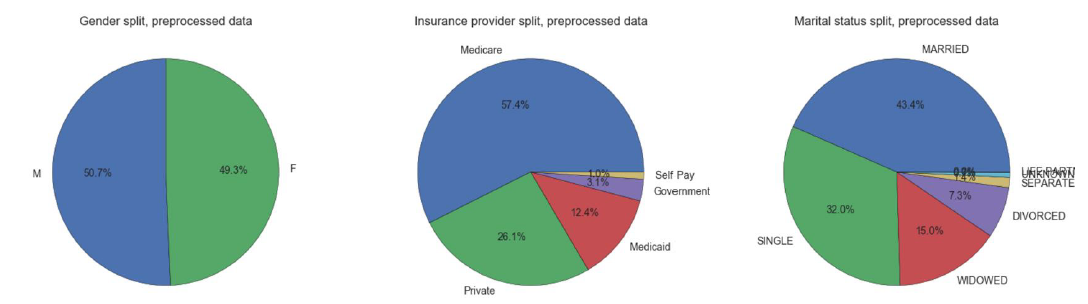 Gender split, preprocessed data
M
50.7%
49.3%
F
Insurance provider split, preprocessed data
Medicare
57.4%
1.0%
Self Pay
3.1%
Government
12.4%
Medicaid
26.1%
Private
Marital status split, preprocessed data
MARRIED
43.4%
1.4%
SEPARATE
7.3%
DIVORCED
15.0%
WIDOWED
32.0%
SINGLE